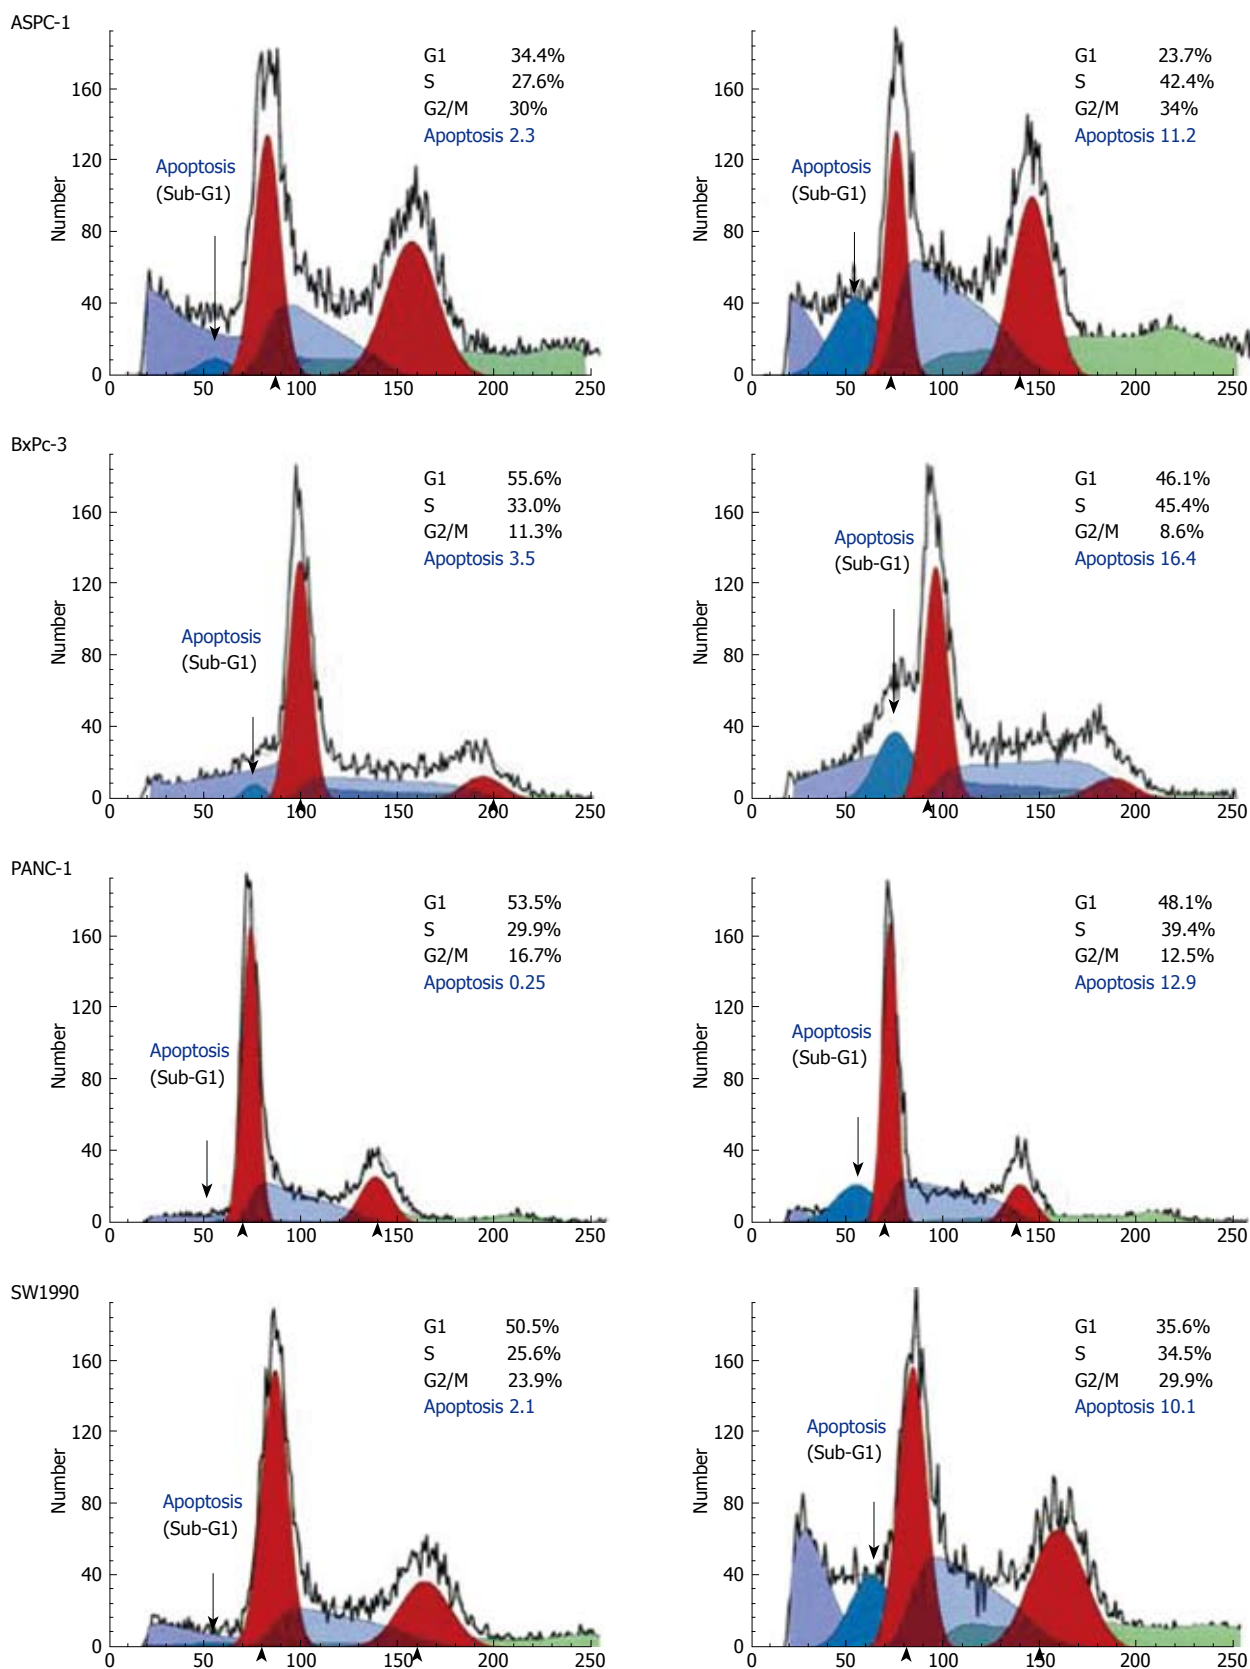 ASPC-1
G1 34.4%
S 27.6%
G2/M 30%
Apoptosis 2.3
Apoptosis
(Sub-G1)
Number
160
120
80
40
0
0 50 100 150 200 250
G1 23.7%
S 42.4%
G2/M 34%
Apoptosis 11.2
Apoptosis
(Sub-G1)
Number
160
120
80
40
0
0 50 100 150 200 250
BxPc-3
G1 55.6%
S 33.0%
G2/M 11.3%
Apoptosis 3.5
Apoptosis
(Sub-G1)
Number
160
120
80
40
0
0 50 100 150 200 250
G1 46.1%
S 45.4%
G2/M 8.6%
Apoptosis 16.4
Apoptosis
(Sub-G1)
Number
160
120
80
40
0
0 50 100 150 200 250
PANC-1
G1 53.5%
S 29.9%
G2/M 16.7%
Apoptosis 0.25
Apoptosis
(Sub-G1)
Number
160
120
80
40
0
0 50 100 150 200 250
G1 48.1%
S 39.4%
G2/M 12.5%
Apoptosis 12.9
Apoptosis
(Sub-G1)
Number
160
120
80
40
0
0 50 100 150 200 250
SW1990
G1 50.5%
S 25.6%
G2/M 23.9%
Apoptosis 2.1
Apoptosis
(Sub-G1)
Number
160
120
80
40
0
0 50 100 150 200 250
G1 35.6%
S 34.5%
G2/M 29.9%
Apoptosis 10.1
Apoptosis
(Sub-G1)
Number
160
120
80
40
0
0 50 100 150 200 250